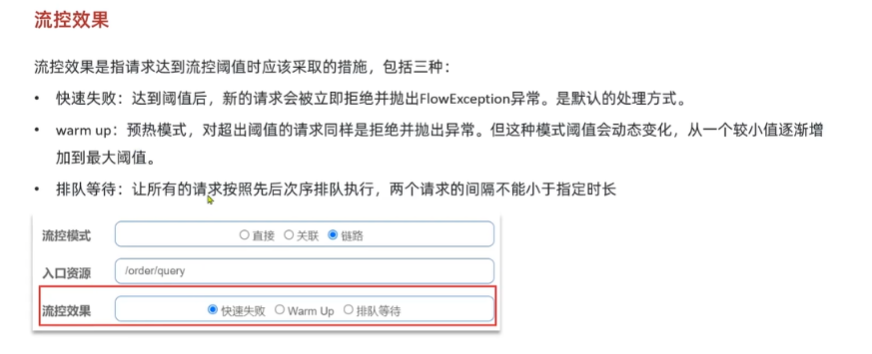 流控效果
流控效果是指请求达到流控阈值时应该采取的措施，包括三种：
• 快速失败：达到阈值后，新的请求会被立即拒绝并抛出FlowException异常。是默认的处理方式。
• warm up：预热模式，对超出阈值的请求同样是拒绝并抛出异常。但这种模式阈值会动态变化，从一个较小值逐渐增
加到最大阈值。
• 排队等待：让所有的请求按照先后次序排队执行，两个请求的间隔不能小于指定时长
流控模式 直接 关联 链路
入口资源 /order/query
流控效果 快速失败 Warm Up 排队等待